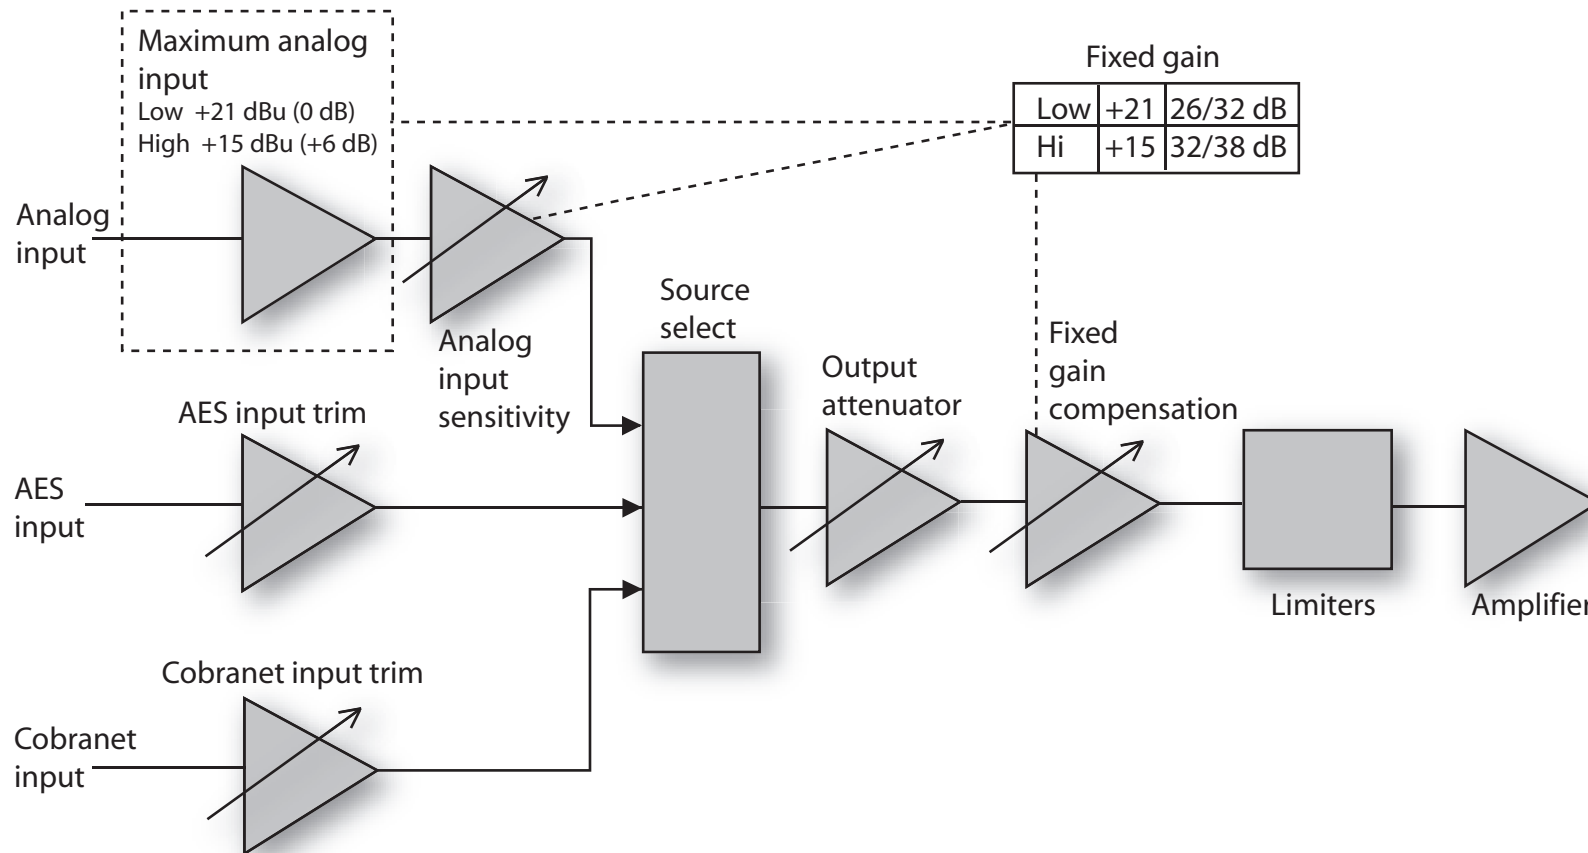 Maximum analog
input
Low +21 dBu (0 dB)
High +15 dBu (+6 dB)
Fixed gain
Low +21 26/32 dB
Hi +15 32/38 dB
Analog
input
Analog
input
sensitivity
Source
select
Output
attenuator
Fixed
gain
compensation
AES input trim
AES
input
Limiters
Amplifier
Cobranet input trim
Cobranet
input